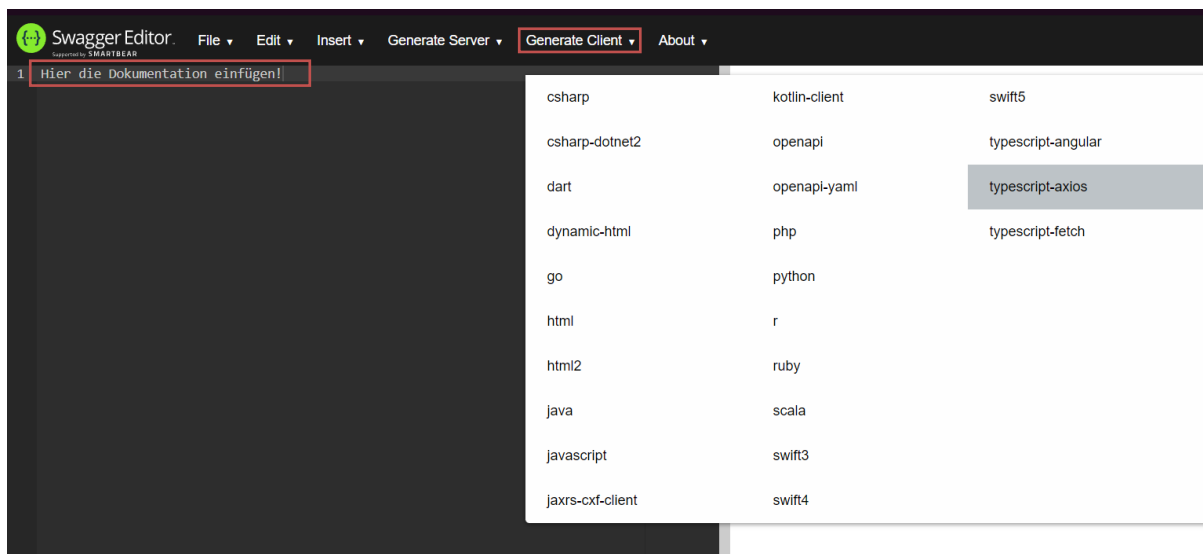 Swagger Editor.
Supported by SMARTBEAR
File Edit Insert Generate Server Generate Client About
1 Hier die Dokumentation einfügen!
csharp kotlin-client swift5
csharp-dotnet2 openapi typescript-angular
dart openapi-yaml typescript-axios
dynamic-html php typescript-fetch
go python
html r
html2 ruby
java scala
javascript swift3
jaxrs-cxf-client swift4